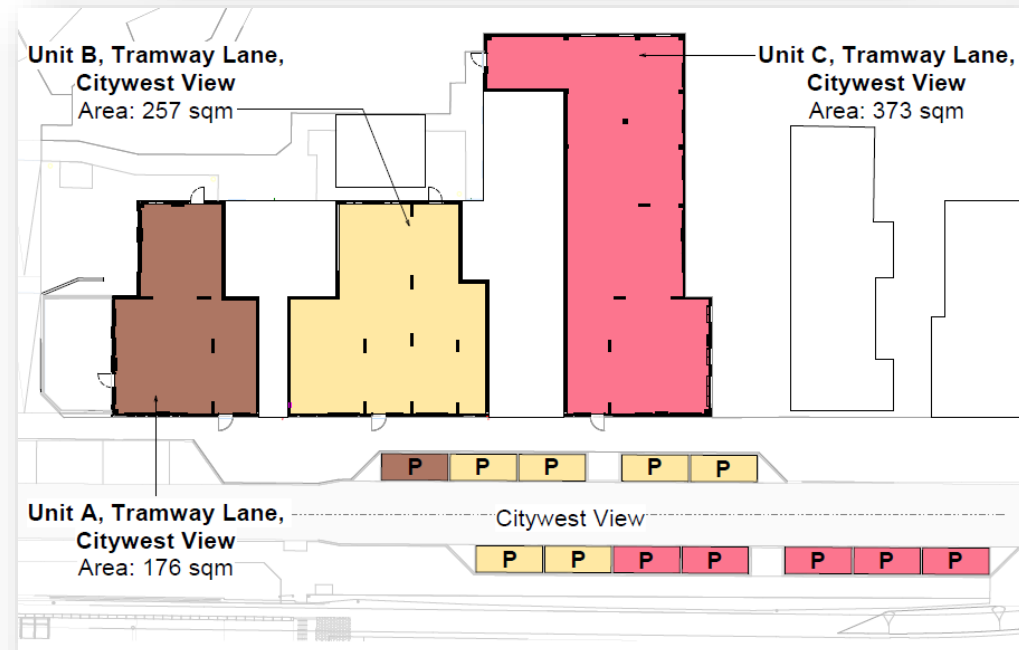 Unit B, Tramway Lane,
Citywest View
Area: 257 sqm
Unit C, Tramway Lane,
Citywest View
Area: 373 sqm
P P P P P
Unit A, Tramway Lane,
Citywest View
Area: 176 sqm
Citywest View
P P P P P P P